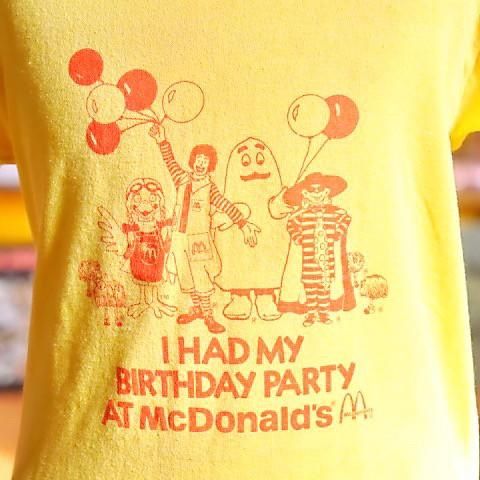 I HAD MY
BIRTHDAY PARTY
AT McDonald's